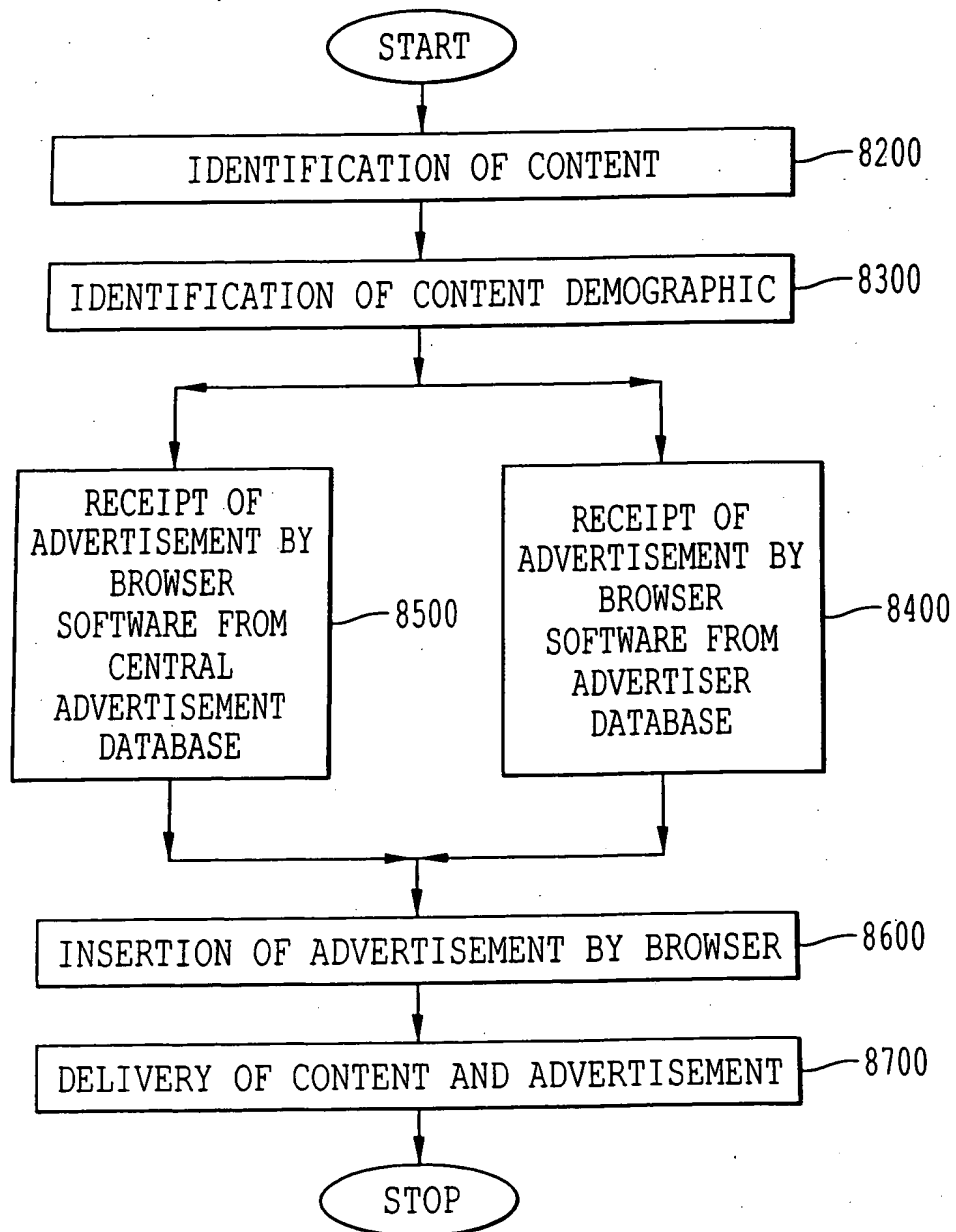 START
IDENTIFICATION OF CONTENT
8200
IDENTIFICATION OF CONTENT DEMOGRAPHIC
8300
RECEIPT OF
ADVERTISEMENT BY
BROWSER
SOFTWARE FROM
CENTRAL
ADVERTISEMENT
DATABASE
8500
RECEIPT OF
ADVERTISEMENT BY
BROWSER
SOFTWARE FROM
ADVERTISER
DATABASE
8400
INSERTION OF ADVERTISEMENT BY BROWSER
8600
DELIVERY OF CONTENT AND ADVERTISEMENT
8700
STOP